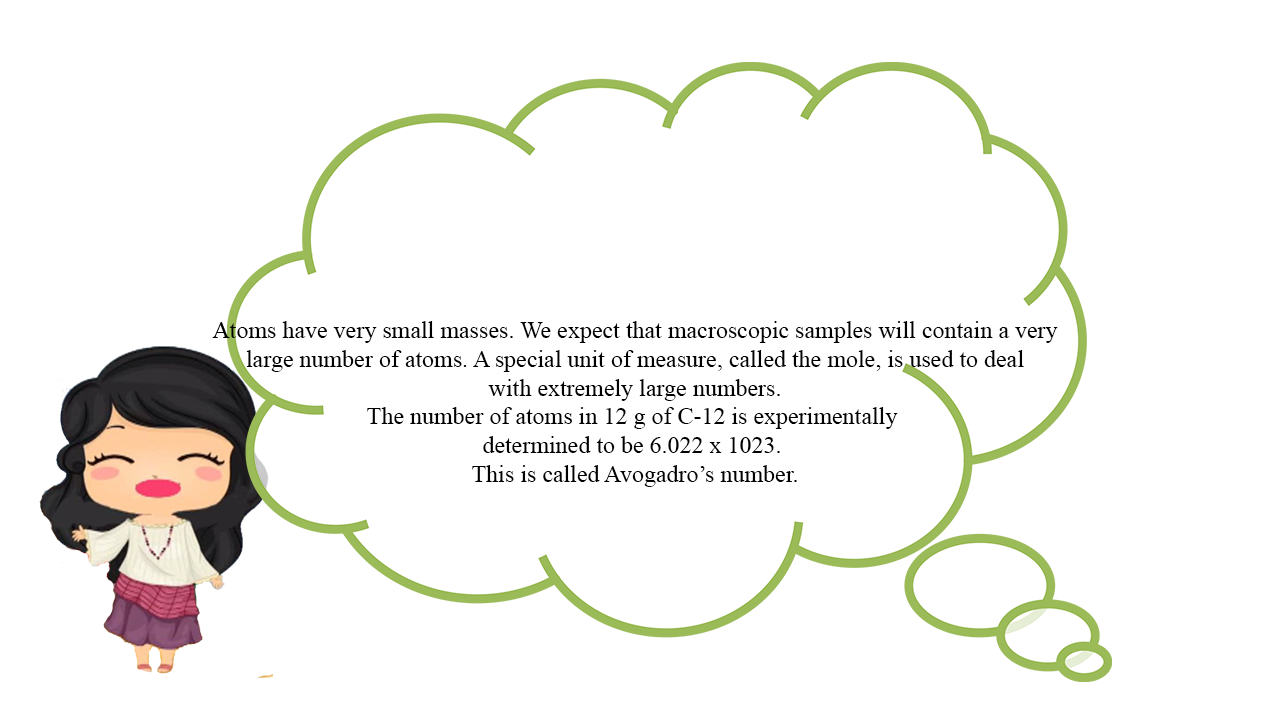 Atoms have very small masses. We expect that macroscopic samples will contain a very
large number of atoms. A special unit of measure, called the mole, is used to deal
with extremely large numbers.
The number of atoms in 12 g of C-12 is experimentally
determined to be 6.022 x 1023.
This is called Avogadro’s number.